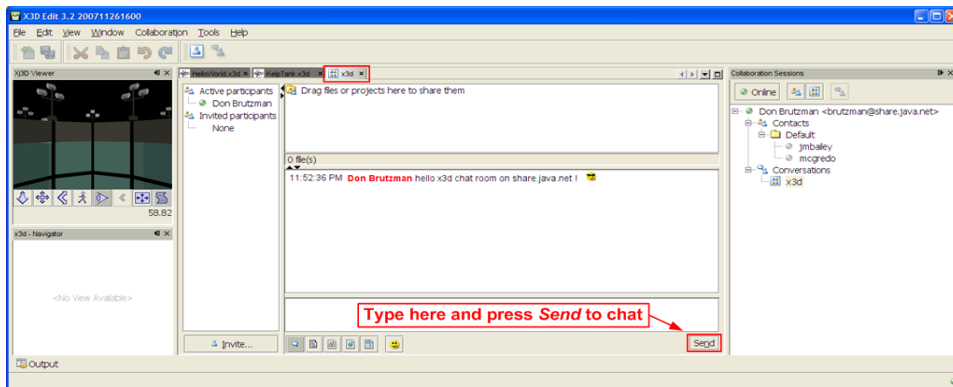 X3D Edit 3.2 200711261600
File Edit View Window Collaboration Tools Help
Xj3D Viewer
58.82
x3d - Navigator
<No View Available>
HelloWorld.x3d
KelpTank.x3d
x3d
Active participants
Don Brutzman
Invited participants
None
Invite...
Drag files or projects here to share them
0 file(s)
11:52:36 PM Don Brutzman hello x3d chat room on share.java.net !
Type here and press Send to chat
Send
Collaboration Sessions
Online
Don Brutzman <brutzman@share.java.net>
Contacts
Default
jmbailey
mcgredo
Conversations
x3d
Output